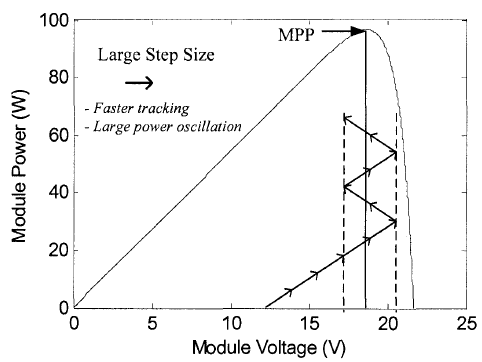 100
MPP
Large Step Size
80
- Faster tracking
- Large power oscillation
60
40
20
0
Module Power (W)
0 5 10 15 20 25
Module Voltage (V)